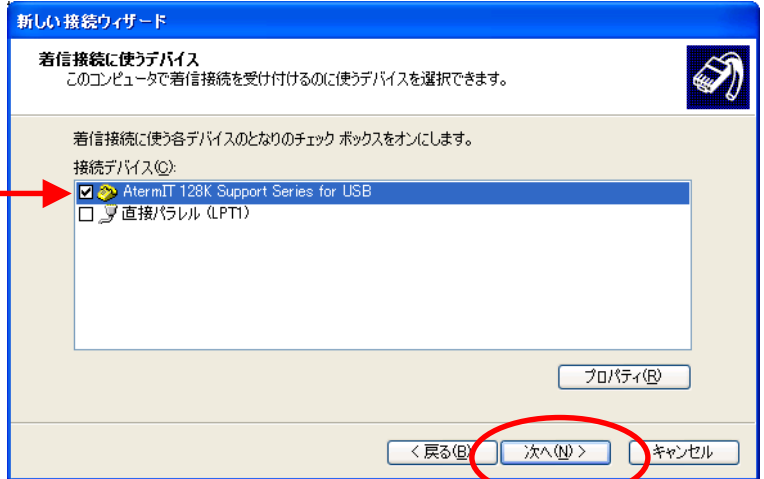 新しい接続ウィザード
着信接続に使うデバイス
このコンピュータで着信接続を受け付けるのに使うデバイスを選択できます。
着信接続に使う各デバイスのとなりのチェック ボックスをオンにします。
接続デバイス(C):
AtermIT 128K Support Series for USB
直接パラレル (LPT1)
プロパティ(R)
< 戻る(B) 次へ(N) > キャンセル